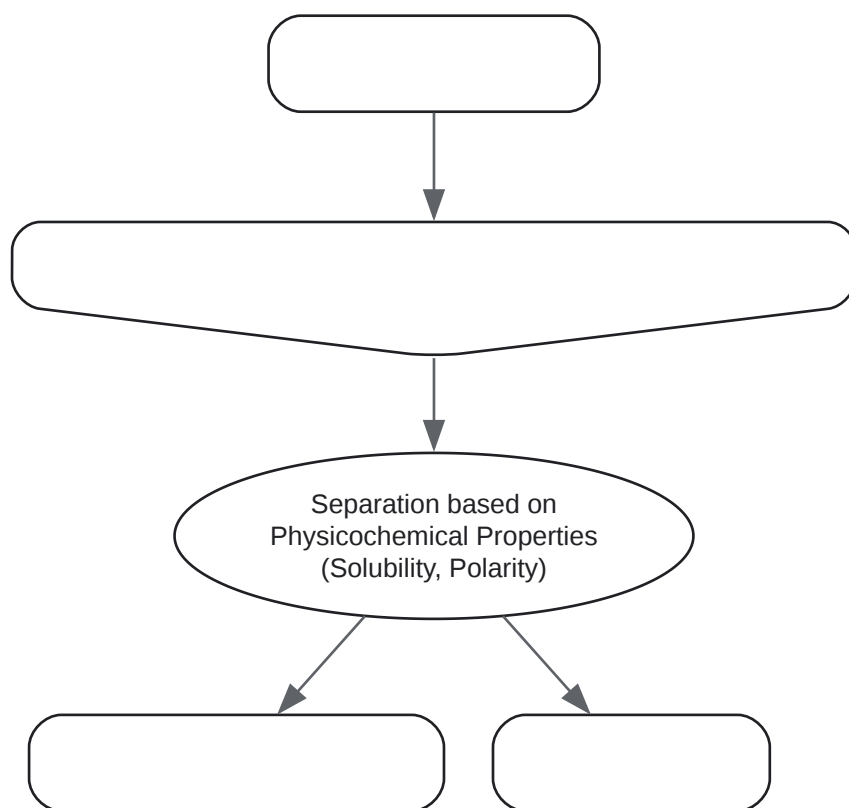 Separation based on
Physicochemical Properties
(Solubility, Polarity)